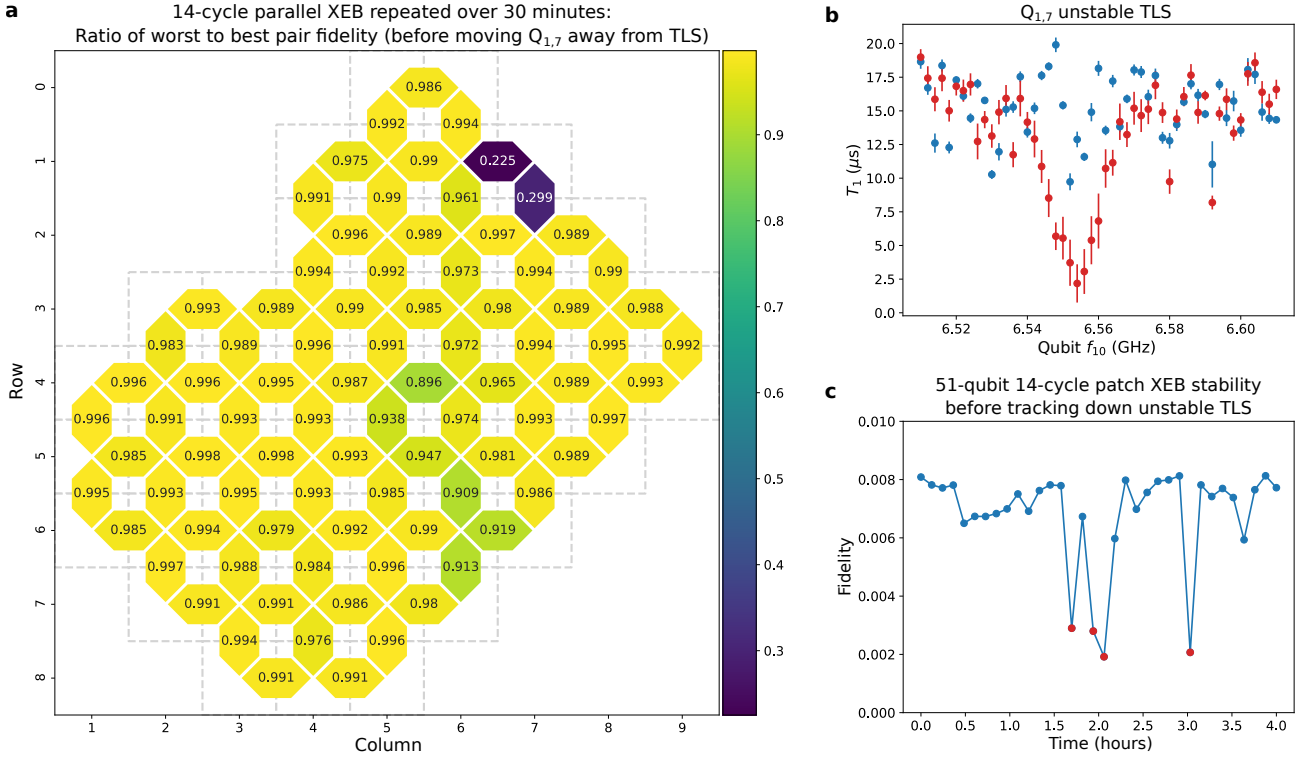 a
14-cycle parallel XEB repeated over 30 minutes:
Ratio of worst to best pair fidelity (before moving Q1,7 away from TLS)
0.986
0.992 0.994
0.975 0.99 0.225
0.991 0.99 0.961 0.299
0.996 0.989 0.997 0.989
0.994 0.992 0.973 0.994 0.99
0.993 0.989 0.99 0.985 0.98 0.989 0.988
0.983 0.989 0.996 0.991 0.972 0.994 0.995 0.992
0.996 0.996 0.995 0.987 0.896 0.965 0.989 0.993
0.996 0.991 0.993 0.993 0.938 0.974 0.993 0.997
0.985 0.998 0.998 0.993 0.947 0.981 0.989
0.995 0.993 0.995 0.993 0.985 0.909 0.986
0.985 0.994 0.979 0.992 0.99 0.919
0.997 0.988 0.984 0.996 0.913
0.991 0.991 0.986 0.98
0.994 0.976 0.996
0.991 0.991
0
1
2
3
4
5
6
7
8
Row
1 2 3 4 5 6 7 8 9
Column
0.9
0.8
0.7
0.6
0.5
0.4
0.3
b
Q1,7 unstable TLS
20.0
17.5
15.0
12.5
10.0
7.5
5.0
2.5
0.0
T1 (μs)
6.52 6.54 6.56 6.58 6.60
Qubit f10 (GHz)
c
51-qubit 14-cycle patch XEB stability
before tracking down unstable TLS
0.010
0.008
0.006
0.004
0.002
0.000
Fidelity
0.0 0.5 1.0 1.5 2.0 2.5 3.0 3.5 4.0
Time (hours)